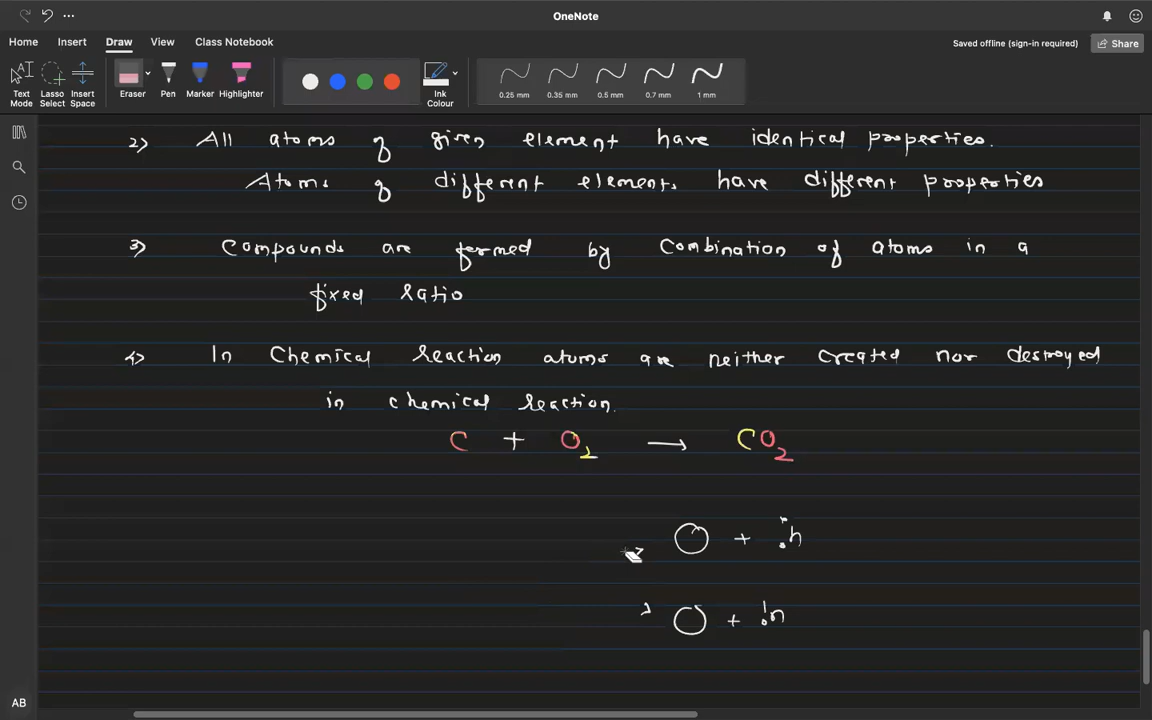 OneNote
Home Insert Draw View Class Notebook
Saved offline (sign-in required) Share
Text Mode
Lasso Select
Insert Space
Eraser
Pen
Marker
Highlighter
Ink Colour
0.25 mm 0.35 mm 0.5 mm 0.7 mm 1 mm
2) All atoms of given element have identical properties.
Atoms of different elements have different properties
3) Compounds are formed by combination of atoms in a
fixed ratio
4) In Chemical reaction atoms are neither created nor destroyed
in chemical reaction.
C + O2 → CO2
+ n
+ n
AB